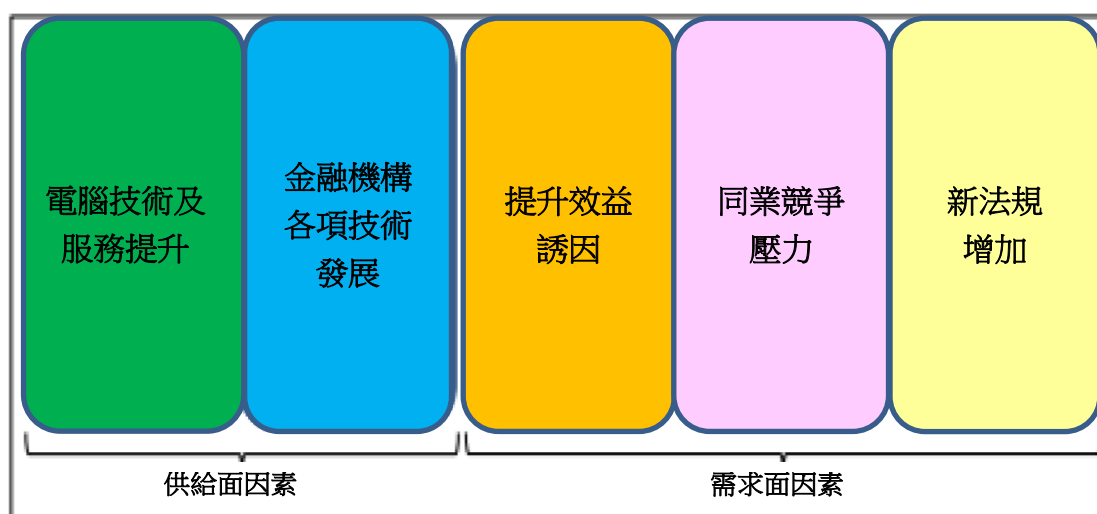 電腦技術及
服務提升
金融機構
各項技術
發展
提升效益
誘因
同業競爭
壓力
新法規
增加
供給面因素
需求面因素